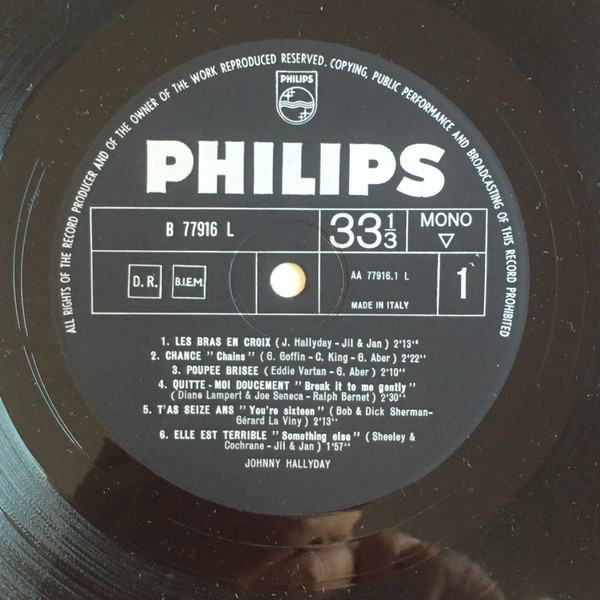 ALL RIGHTS OF THE RECORD PRODUCER AND OF THE OWNER OF THE WORK REPRODUCED RESERVED. COPYING, PUBLIC PERFORMANCE AND BROADCASTING OF THIS RECORD PROHIBITED
PHILIPS
PHILIPS
B 77916 L
33 1/3
MONO
D.R.
B.I.E.M.
AA 77916.1 L
MADE IN ITALY
1
1. LES BRAS EN CROIX ( J. Hallyday - Jil & Jan ) 2'13''
2. CHANCE "Chains" ( G. Goffin - C. King - G. Aber ) 2'22''
3. POUPEE BRISEE ( Eddie Vartan - G. Aber ) 2'10''
4. QUITTE - MOI DOUCEMENT "Break it to me gently"
( Diane Lampert & Joe Seneca - Ralph Bernet ) 2'30''
5. T'AS SEIZE ANS "You're sixteen" ( Bob & Dick Sherman-
Gérard La Viny ) 2'13''
6. ELLE EST TERRIBLE "Something else" ( Sheeley &
Cochrane - Jil & Jan ) 1'57''
JOHNNY HALLYDAY